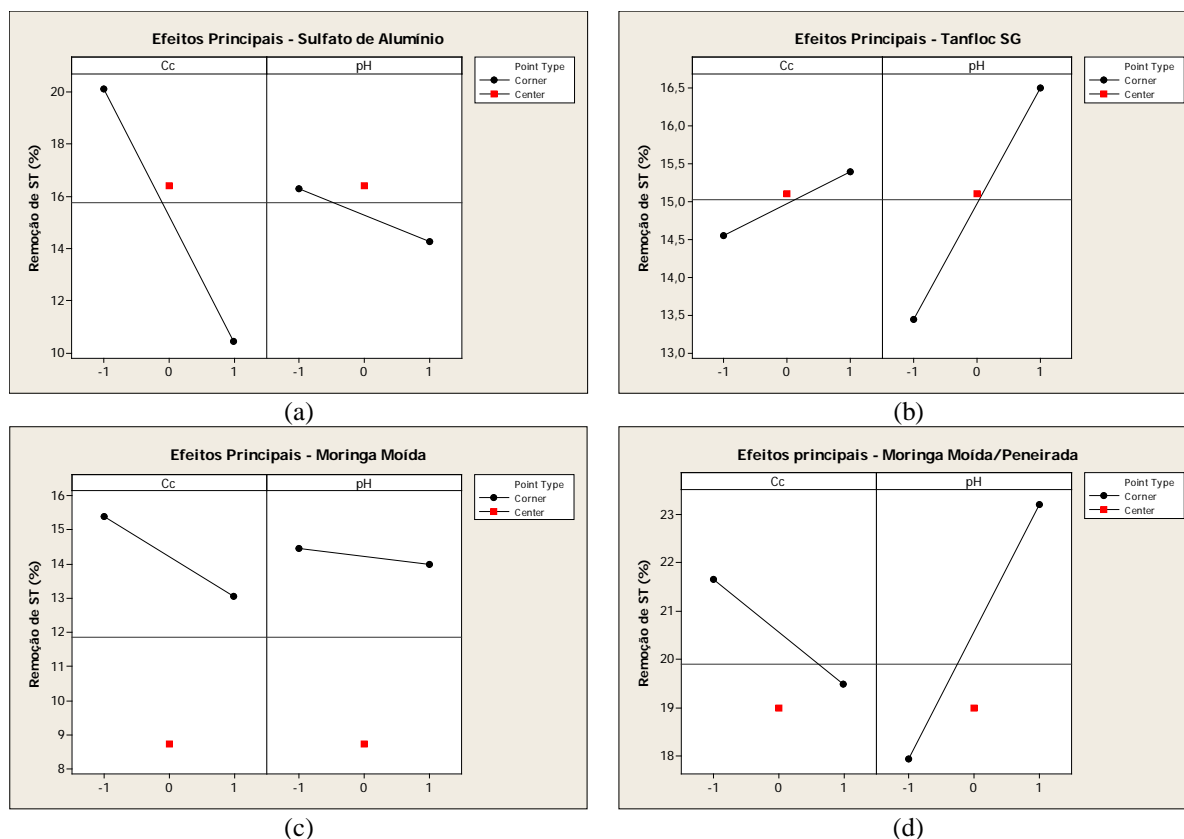 Efeitos Principais - Sulfato de Alumínio
Cc pH
Point Type
Corner
Center
Remoção de ST (%)
20
18
16
14
12
10
-1 0 1 -1 0 1
(a)
Efeitos Principais - Tanfloc SG
Cc pH
Point Type
Corner
Center
Remoção de ST (%)
16,5
16,0
15,5
15,0
14,5
14,0
13,5
13,0
-1 0 1 -1 0 1
(b)
Efeitos Principais - Moringa Moída
Cc pH
Point Type
Corner
Center
Remoção de ST (%)
16
15
14
13
12
11
10
9
8
-1 0 1 -1 0 1
(c)
Efeitos principais - Moringa Moída/Peneirada
Cc pH
Point Type
Corner
Center
Remoção de ST (%)
23
22
21
20
19
18
-1 0 1 -1 0 1
(d)